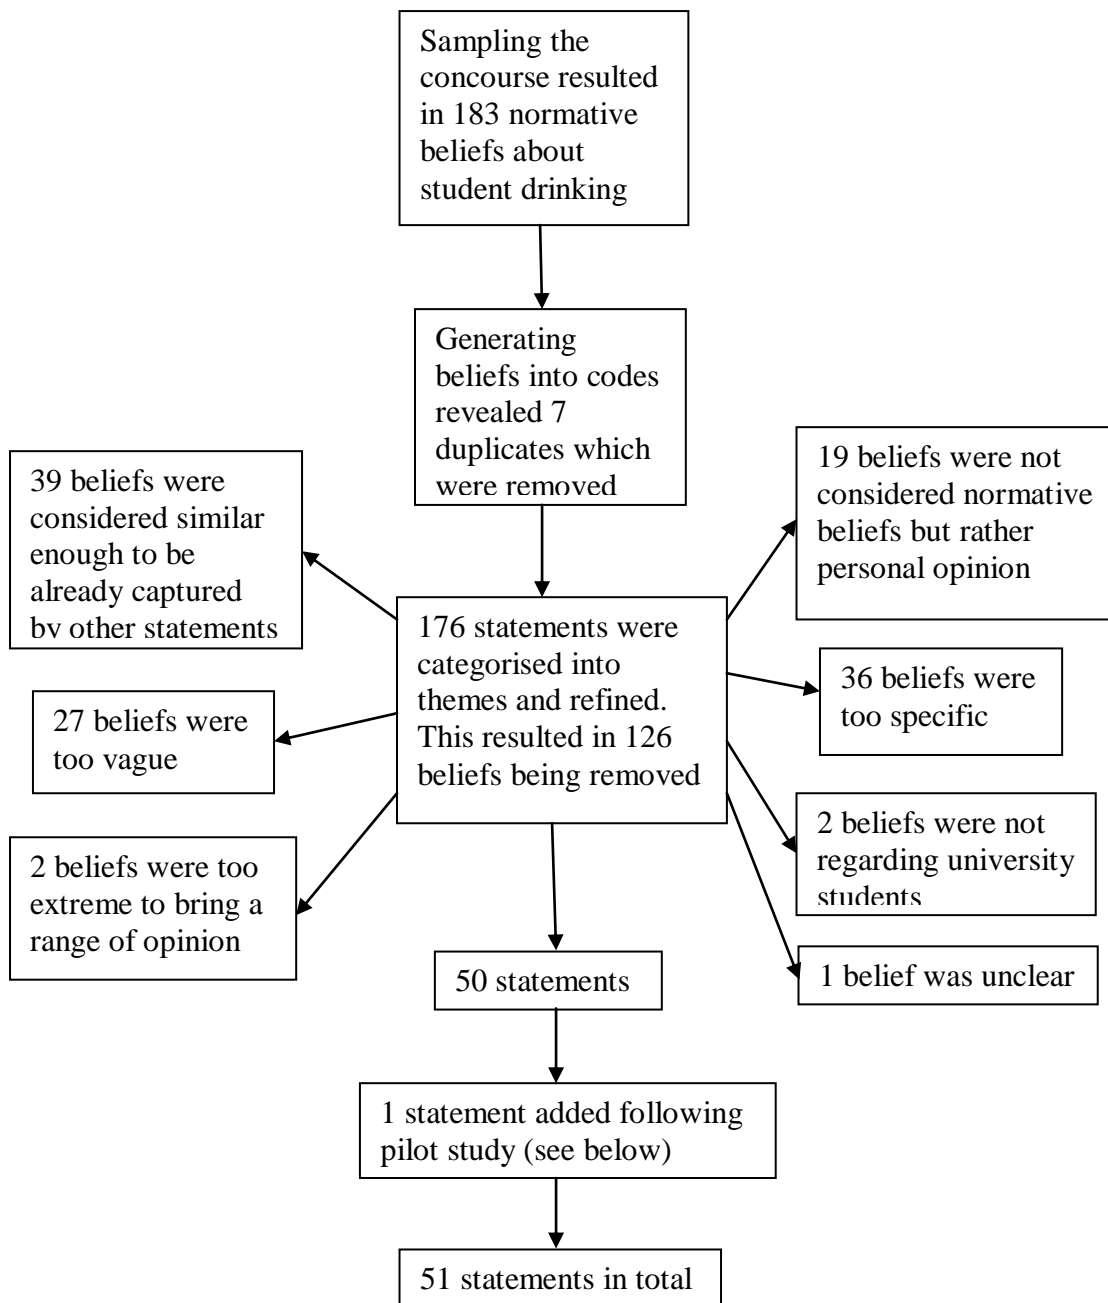 Sampling the
concourse resulted
in 183 normative
beliefs about
student drinking
Generating
beliefs into codes
revealed 7
duplicates which
were removed
39 beliefs were
considered similar
enough to be
already captured
by other statements
19 beliefs were not
considered normative
beliefs but rather
personal opinion
176 statements were
categorised into
themes and refined.
This resulted in 126
beliefs being removed
27 beliefs were
too vague
36 beliefs were
too specific
2 beliefs were too
extreme to bring a
range of opinion
2 beliefs were not
regarding university
students
1 belief was unclear
50 statements
1 statement added following
pilot study (see below)
51 statements in total